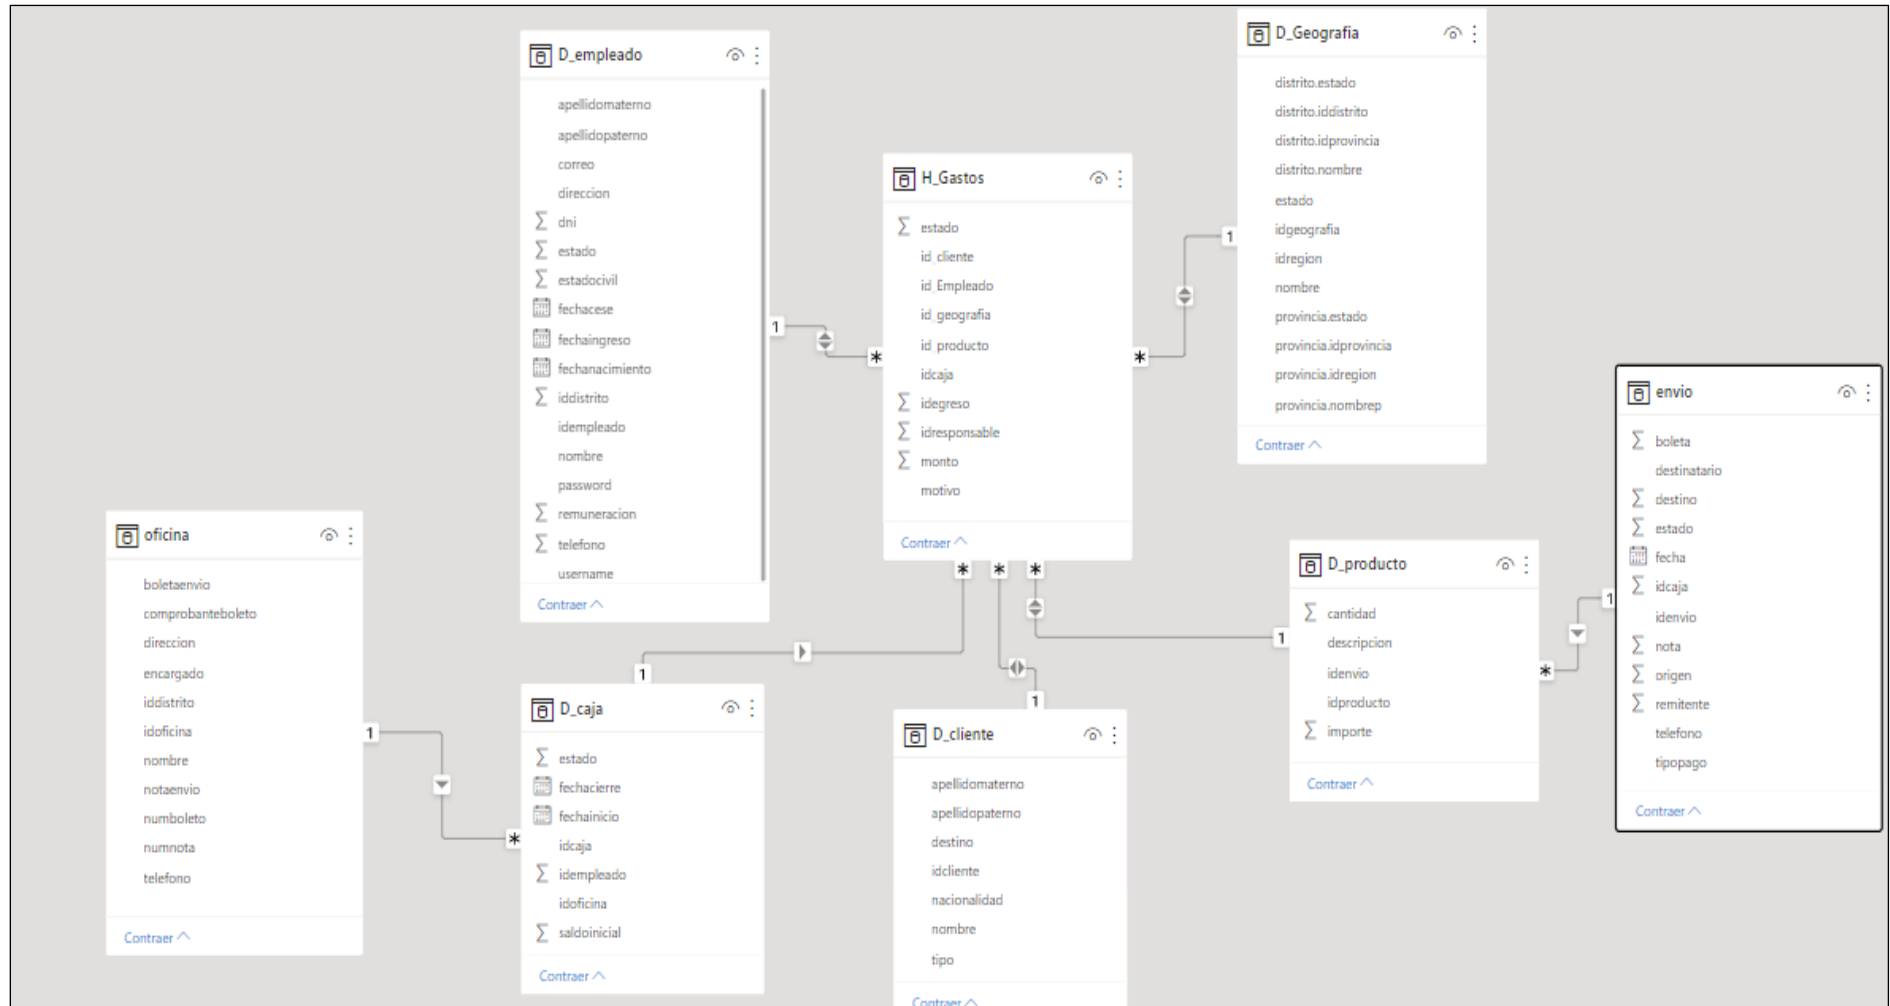 D_empleado
apellidomaterno
apellidopaterno
correo
direccion
dni
estado
estadocivil
fechacese
fechaingreso
fechanacimiento
iddistrito
idempleado
nombre
password
remuneracion
telefono
username
Contraer
H_Gastos
estado
id_cliente
id_Empleado
id_geografia
id_producto
idcaja
idegreso
idresponsable
monto
motivo
Contraer
D_Geografia
distrito.estado
distrito.iddistrito
distrito.idprovincia
distrito.nombre
estado
idgeografia
idregion
nombre
provincia.estado
provincia.idprovincia
provincia.idregion
provincia.nombrep
Contraer
envio
boleta
destinatario
destino
estado
fecha
idcaja
idenvio
nota
origen
remitente
telefono
tipopago
Contraer
oficina
boletaenvio
comprobanteboleto
direccion
encargado
iddistrito
idoficina
nombre
notaenvio
numboleto
numnota
telefono
Contraer
D_caja
estado
fechacierre
fechainicio
idcaja
idempleado
idoficina
saldoinicial
Contraer
D_cliente
apellidomaterno
apellidopaterno
destino
idcliente
nacionalidad
nombre
tipo
Contraer
D_producto
cantidad
descripcion
idenvio
idproducto
importe
Contraer
1
*
1
*
1
*
1
*
1
*
1
*
1
*